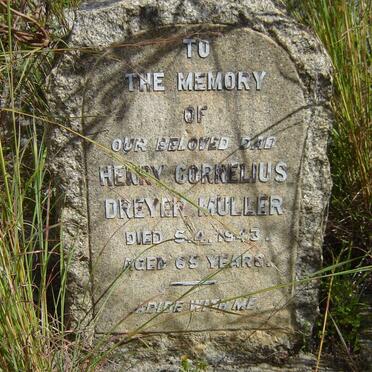 TO
THE MEMORY
OF
OUR BELOVED DAD
HENRY CORNELIUS
DREYER MULLER
DIED 5.4.1943.
AGED 65 YEARS.
ABIDE WITH ME